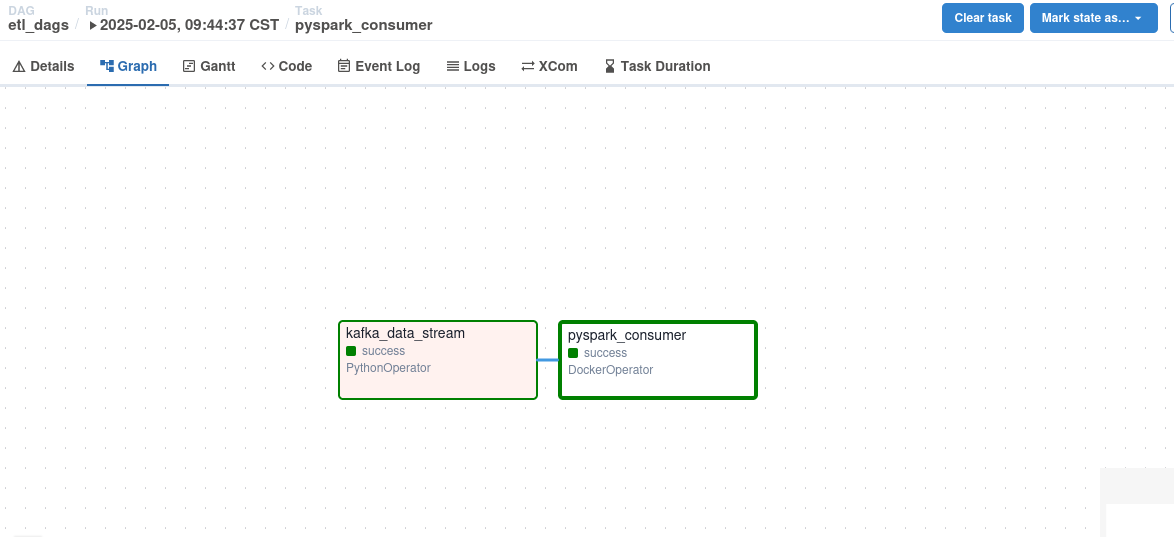 DAG
etl_dags
/
Run
2025-02-05, 09:44:37 CST
/
Task
pyspark_consumer
Clear task
Mark state as...
Details
Graph
Gantt
Code
Event Log
Logs
XCom
Task Duration
kafka_data_stream
success
PythonOperator
pyspark_consumer
success
DockerOperator